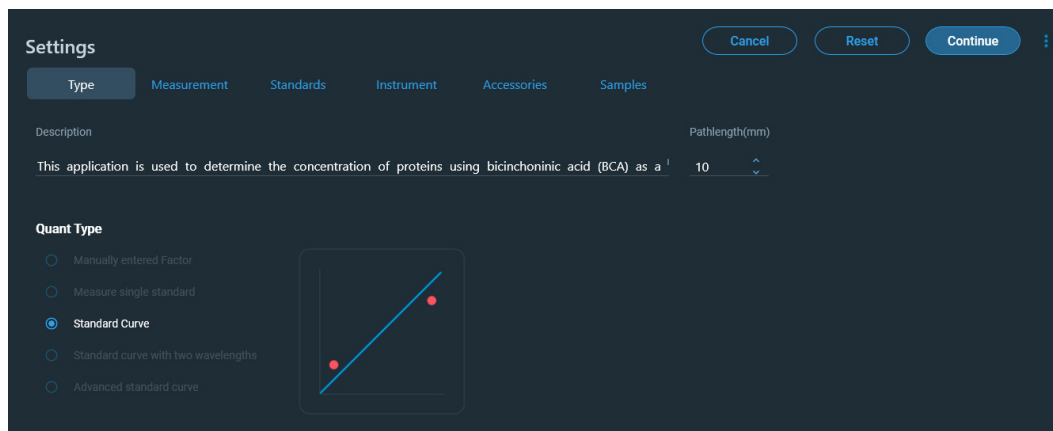 Settings
Cancel
Reset
Continue
Type
Measurement
Standards
Instrument
Accessories
Samples
Description
Pathlength(mm)
This application is used to determine the concentration of proteins using bicinchoninic acid (BCA) as a
10
Quant Type
Manually entered Factor
Measure single standard
Standard Curve
Standard curve with two wavelengths
Advanced standard curve